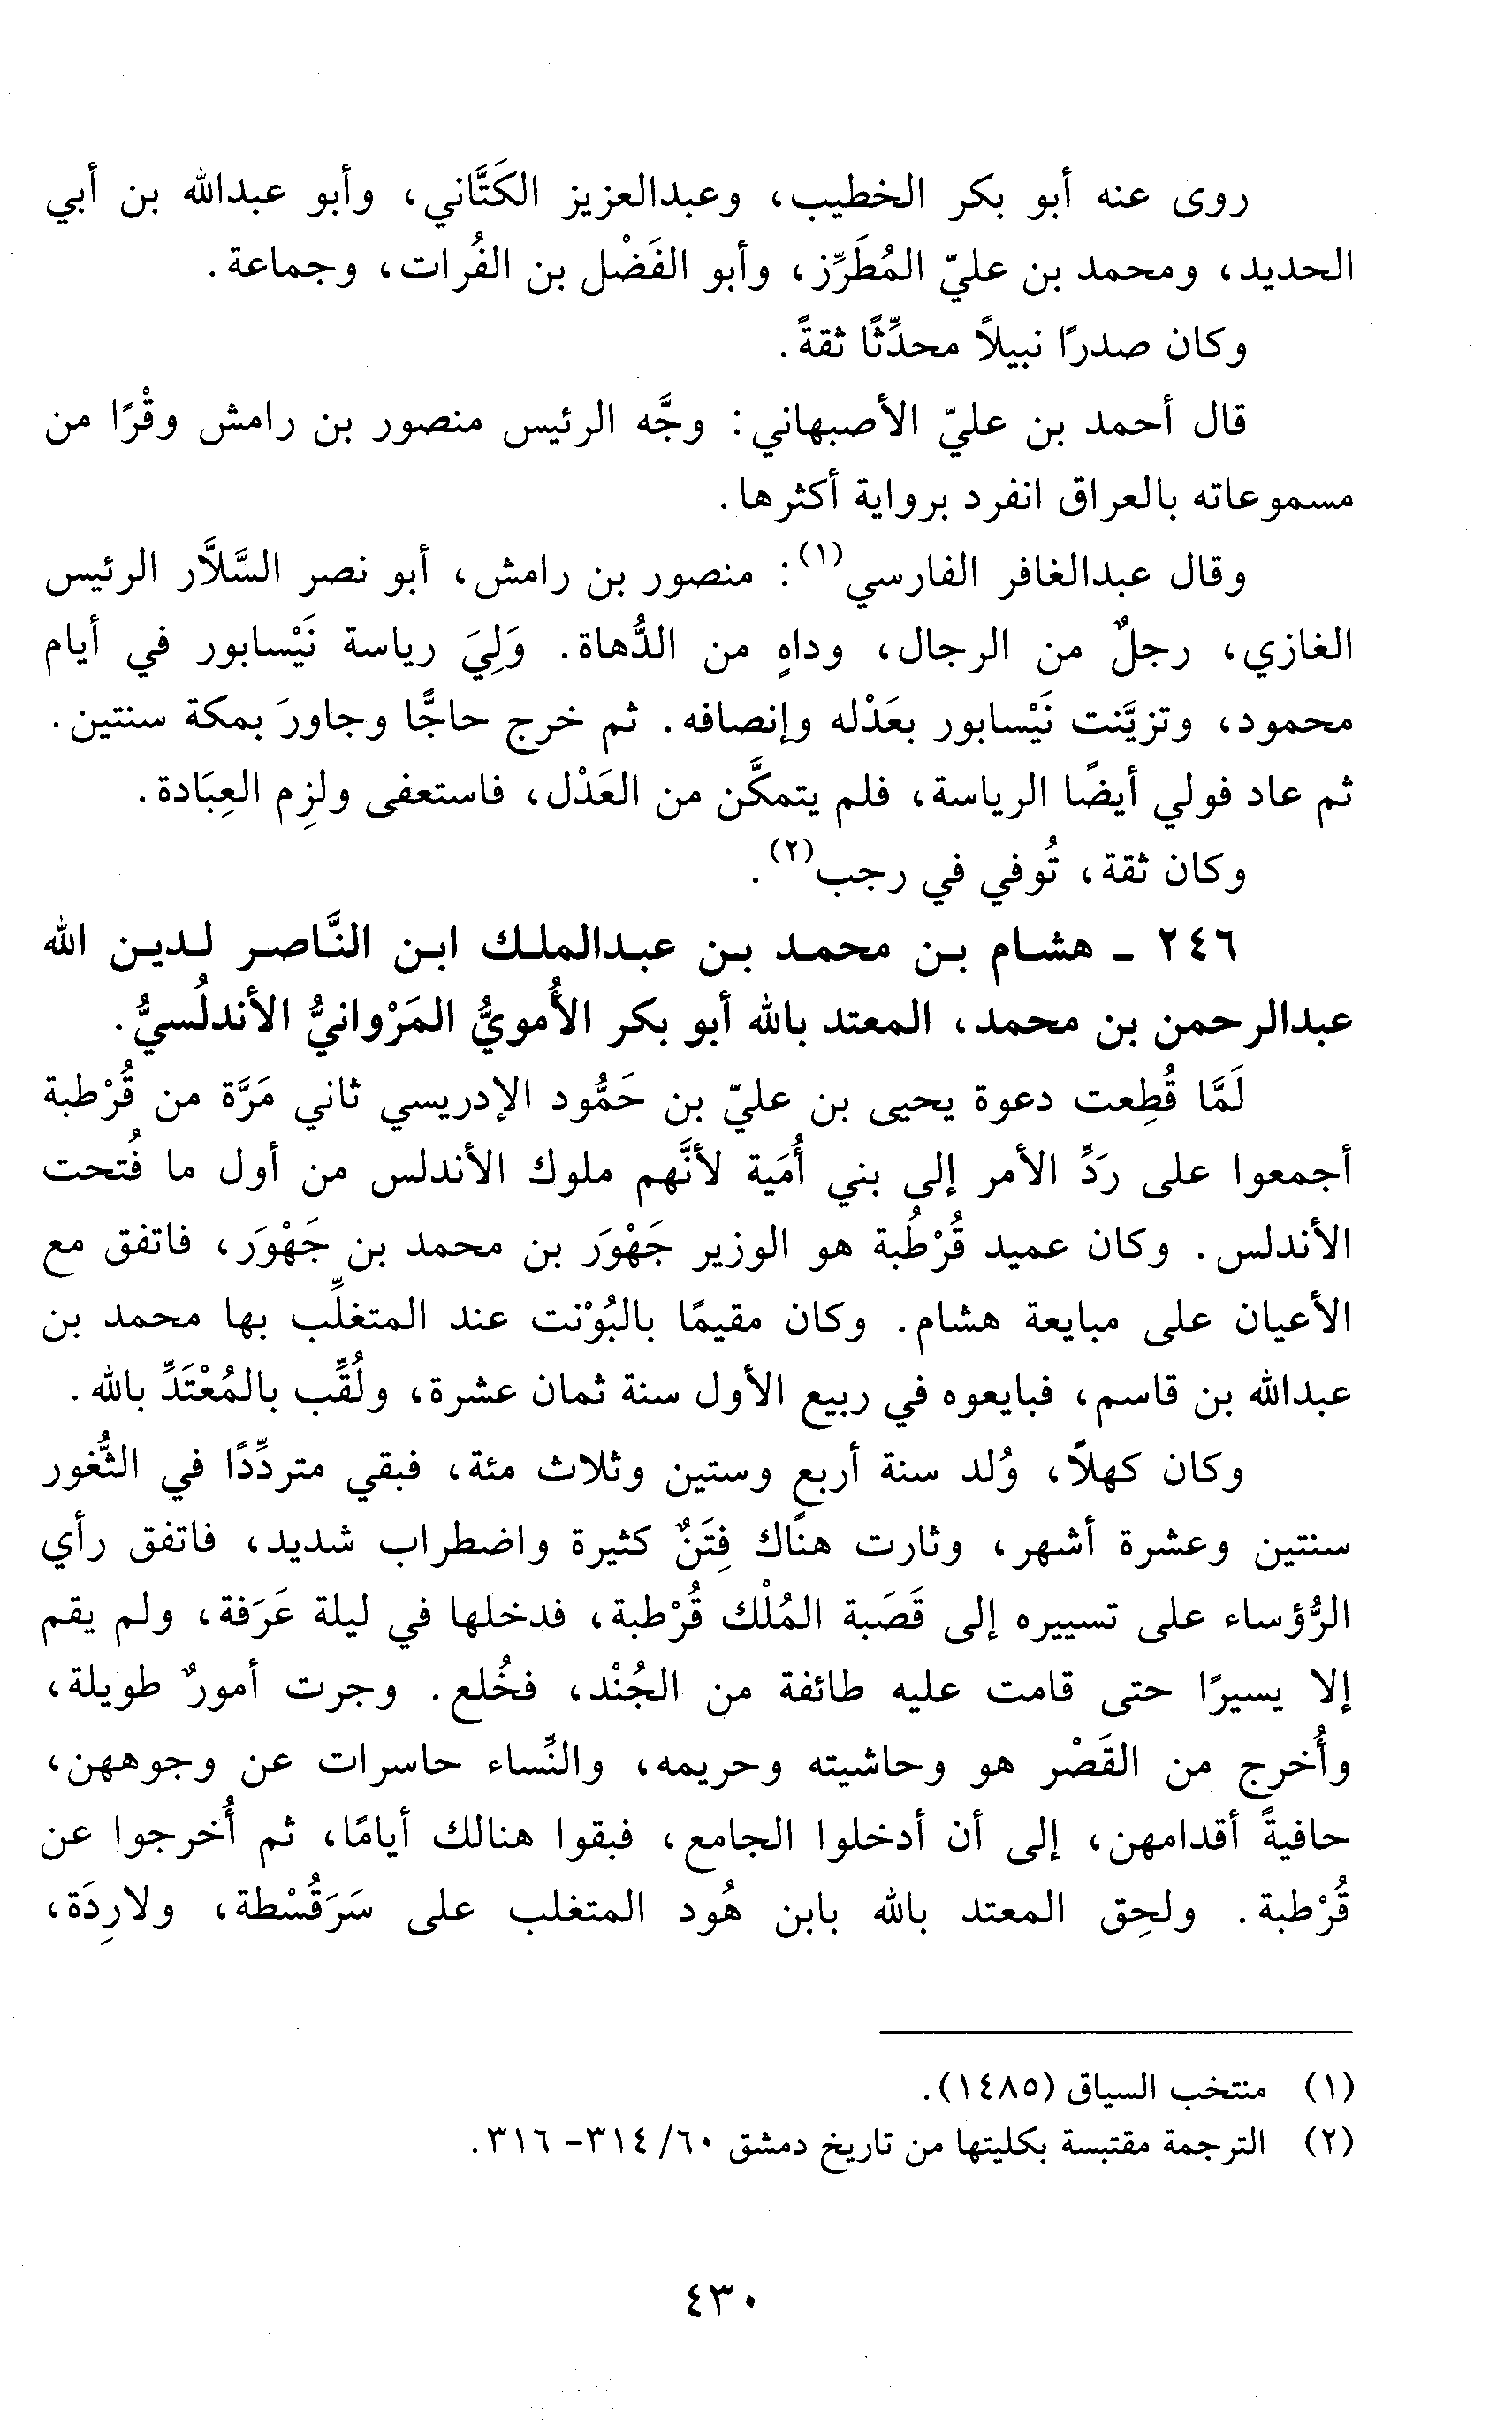 روى عنه أبو بكر الخطيب، وعبدالعزيز الكَتَّاني، وأبو عبدالله بن أبي
الحديد، ومحمد بن عليّ المُطَرِّز، وأبو الفَضْل بن الفُرات، وجماعة.
وكان صدرًا نبيلاً محدِّثًا ثقةً.
قال أحمد بن عليّ الأصبهاني: وجَّه الرئيس منصور بن رامش وقْرًا من
مسموعاته بالعراق انفرد برواية أكثرها.
وقال عبدالغافر الفارسي(١): منصور بن رامش، أبو نصر السَّلاَّر الرئيس
الغازي، رجلٌ من الرجال، وداهٍ من الدُّهاة. وَلِيَ رياسة نَيْسابور في أيام
محمود، وتزيَّنت نَيْسابور بعَدْله وإنصافه. ثم خرج حاجًّا وجاورَ بمكة سنتين.
ثم عاد فولي أيضًا الرياسة، فلم يتمكَّن من العَدْل، فاستعفى ولزِم العِبَادة.
وكان ثقة، تُوفي في رجب(٢).
٢٤٦ - هشام بن محمد بن عبدالملك ابن النَّاصر لدين الله
عبدالرحمن بن محمد، المعتد بالله أبو بكر الأُمويُّ المَرْوانيُّ الأندلُسيُّ.
لَمَّا قُطِعت دعوة يحيى بن عليّ بن حَمُّود الإدريسي ثاني مَرَّة من قُرْطبة
أجمعوا على رَدِّ الأمر إلى بني أُمَية لأنَّهم ملوك الأندلس من أول ما فُتحت
الأندلس. وكان عميد قُرْطُبة هو الوزير جَهْوَر بن محمد بن جَهْوَر، فاتفق مع
الأعيان على مبايعة هشام. وكان مقيمًا بالبُوْنت عند المتغلِّب بها محمد بن
عبدالله بن قاسم، فبايعوه في ربيع الأول سنة ثمان عشرة، ولُقِّب بالمُعْتَدِّ بالله.
وكان كهلاً، وُلد سنة أربع وستين وثلاث مئة، فبقي متردِّدًا في الثُّغور
سنتين وعشرة أشهر، وثارت هناك فِتَنٌ كثيرة واضطراب شديد، فاتفق رأي
الرُّؤساء على تسييره إلى قَصَبة المُلْك قُرْطبة، فدخلها في ليلة عَرَفة، ولم يقم
إلا يسيرًا حتى قامت عليه طائفة من الجُنْد، فخُلع. وجرت أمورٌ طويلة،
وأُخرج من القَصْر هو وحاشيته وحريمه، والنِّساء حاسرات عن وجوههن،
حافيةً أقدامهن، إلى أن أدخلوا الجامع، فبقوا هنالك أيامًا، ثم أُخرجوا عن
قُرْطبة. ولحِق المعتد بالله بابن هُود المتغلب على سَرَقُسْطة، ولارِدَة،
(١) منتخب السياق (١٤٨٥).
(٢) الترجمة مقتبسة بكليتها من تاريخ دمشق ٦٠/ ٣١٤- ٣١٦.
٤٣٠